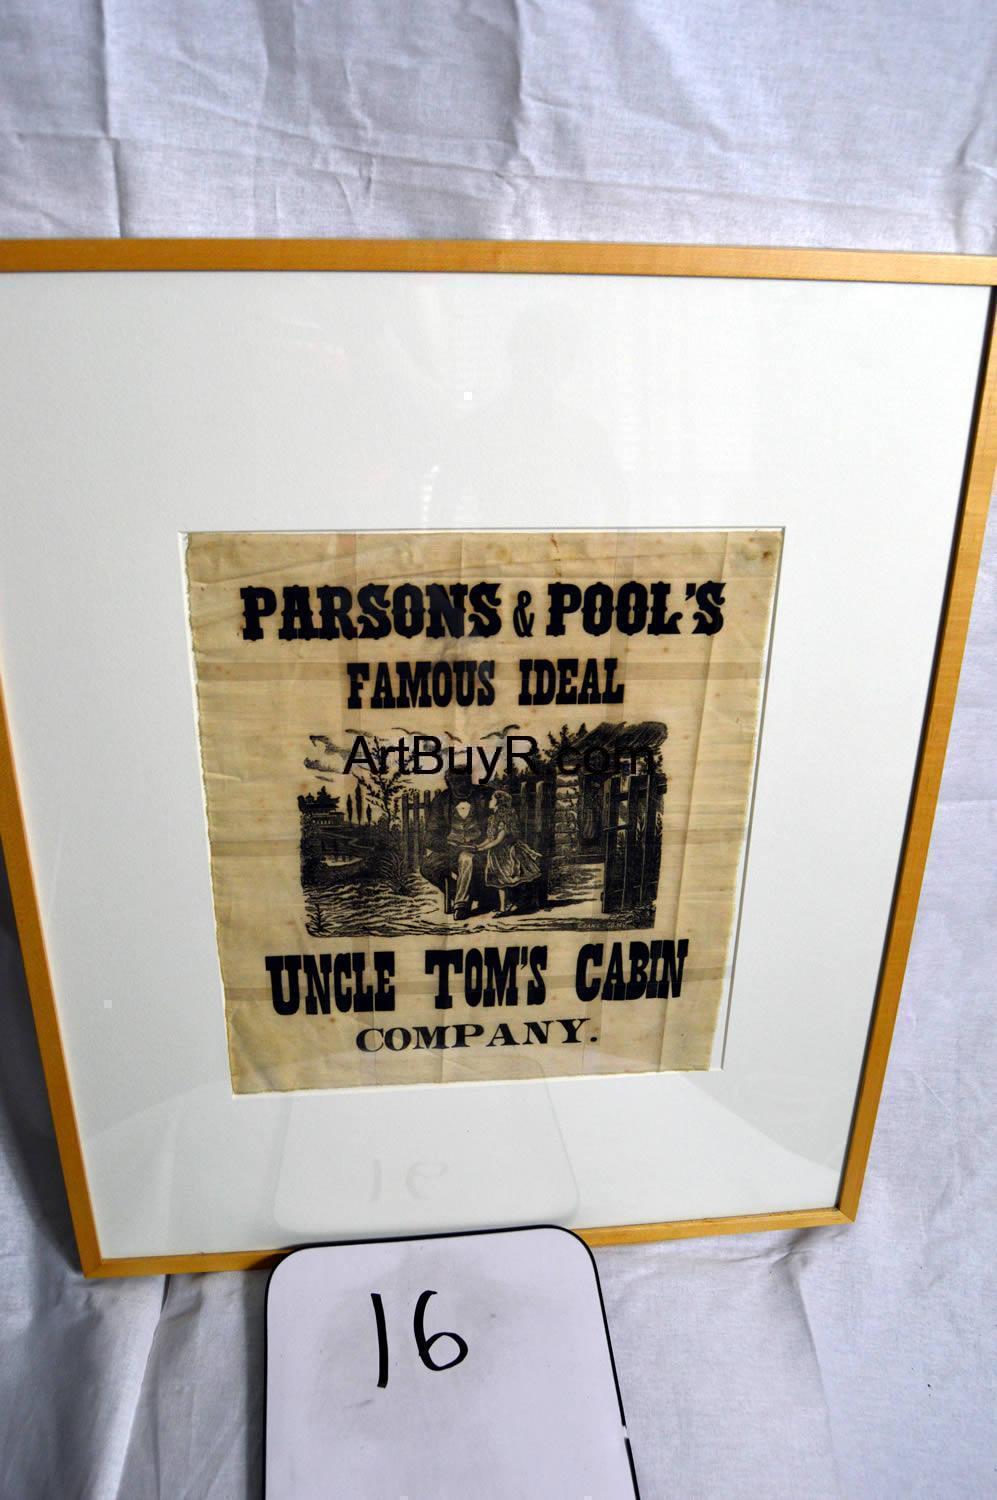 PARSONS & POOL'S
FAMOUS IDEAL
ArtBuyR.com
UNCLE TOM'S CABIN
COMPANY.
16